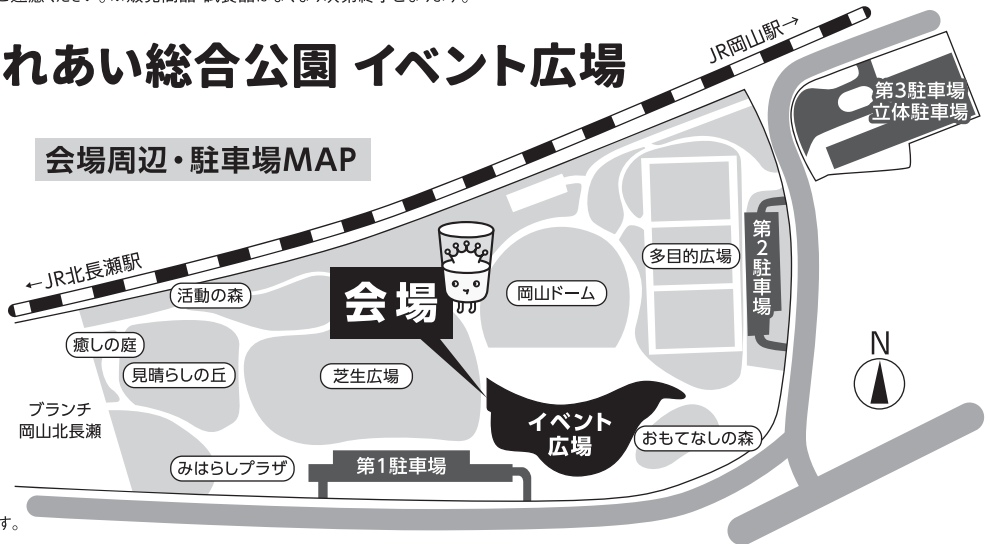 れあい総合公園 イベント広場
会場周辺・駐車場MAP
JR岡山駅→
←JR北長瀬駅
第3駐車場
立体駐車場
第2駐車場
多目的広場
岡山ドーム
会場
活動の森
癒しの庭
見晴らしの丘
芝生広場
ブランチ
岡山北長瀬
イベント
広場
おもてなしの森
みはらしプラザ
第1駐車場
N
す。